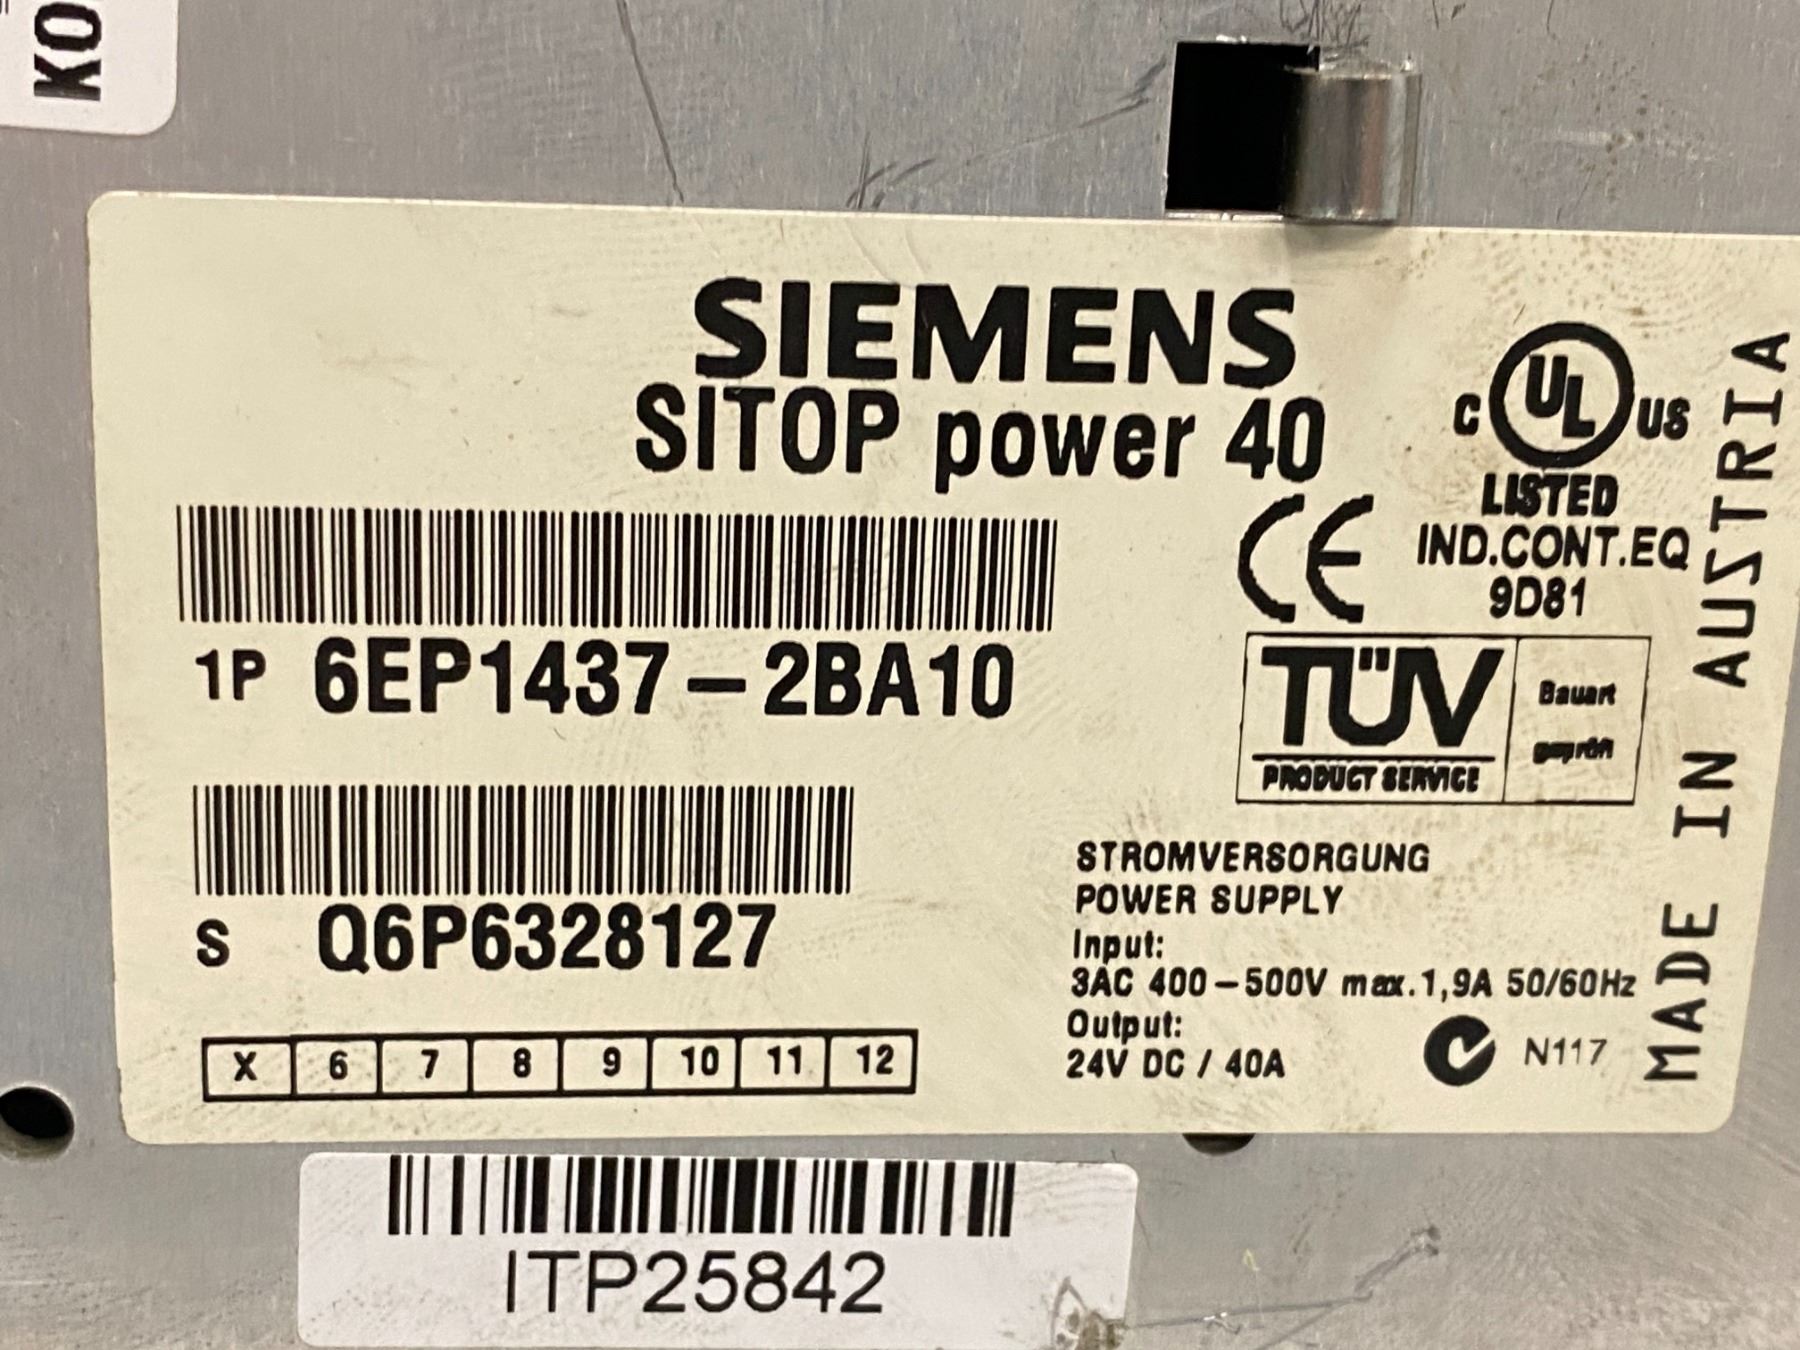 KO
SIEMENS
SITOP power 40
C UL US
LISTED
IND.CONT.EQ
9D81
CE
1P 6EP1437-2BA10
TÜV
PRODUCT SERVICE
Bauart
geprüft
S Q6P6328127
STROMVERSORGUNG
POWER SUPPLY
Input:
3AC 400-500V max.1,9A 50/60Hz
Output:
24V DC / 40A
N117
X 6 7 8 9 10 11 12
MADE IN AUSTRIA
ITP25842